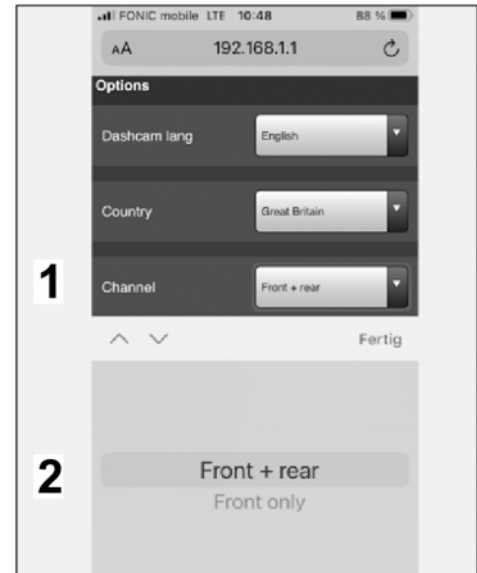 FONIC mobile LTE 10:48 88 %
AA 192.168.1.1
Options
Dashcam lang English
Country Great Britain
1 Channel Front + rear
Fertig
2 Front + rear
Front only